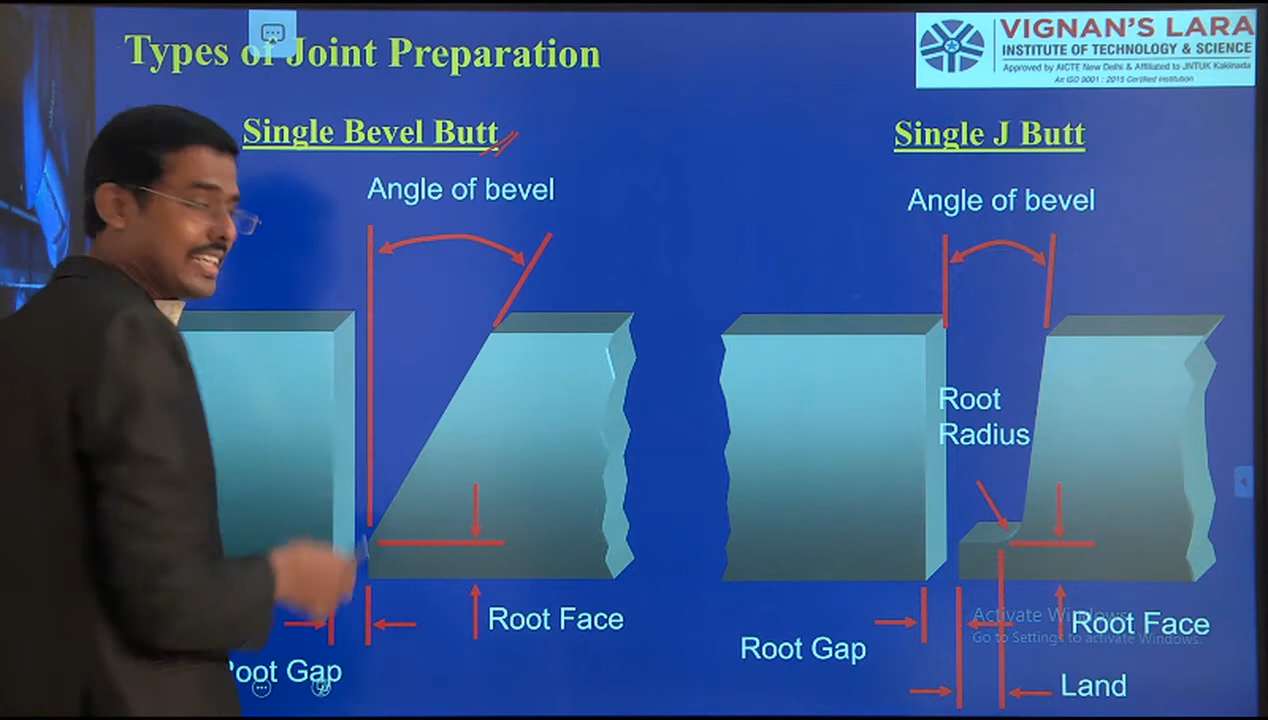 Types of Joint Preparation
VIGNAN'S LARA
INSTITUTE OF TECHNOLOGY & SCIENCE
Approved by AICTE New Delhi & Affiliated to JNTUK Kakinada
An ISO 9001 : 2015 Certified Institution
Single Bevel Butt
Angle of bevel
Root Face
Root Gap
Single J Butt
Angle of bevel
Root
Radius
Activate Windows
Go to Settings to activate Windows.
Root Face
Root Gap
Land